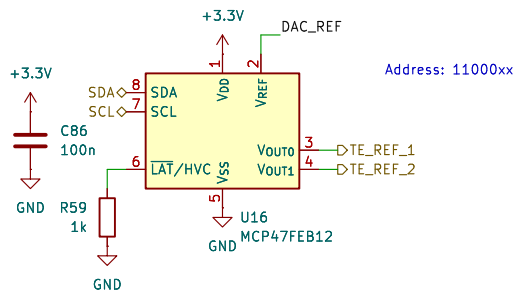 +3.3V
DAC_REF
+3.3V
1
2
Address: 11000xx
VDD
VREF
SDA
8
SDA
SCL
7
SCL
C86
100n
VOUT0
3
TE_REF_1
6
LAT/HVC
VSS
VOUT1
4
TE_REF_2
5
GND
R59
1k
U16
MCP47FEB12
GND
GND